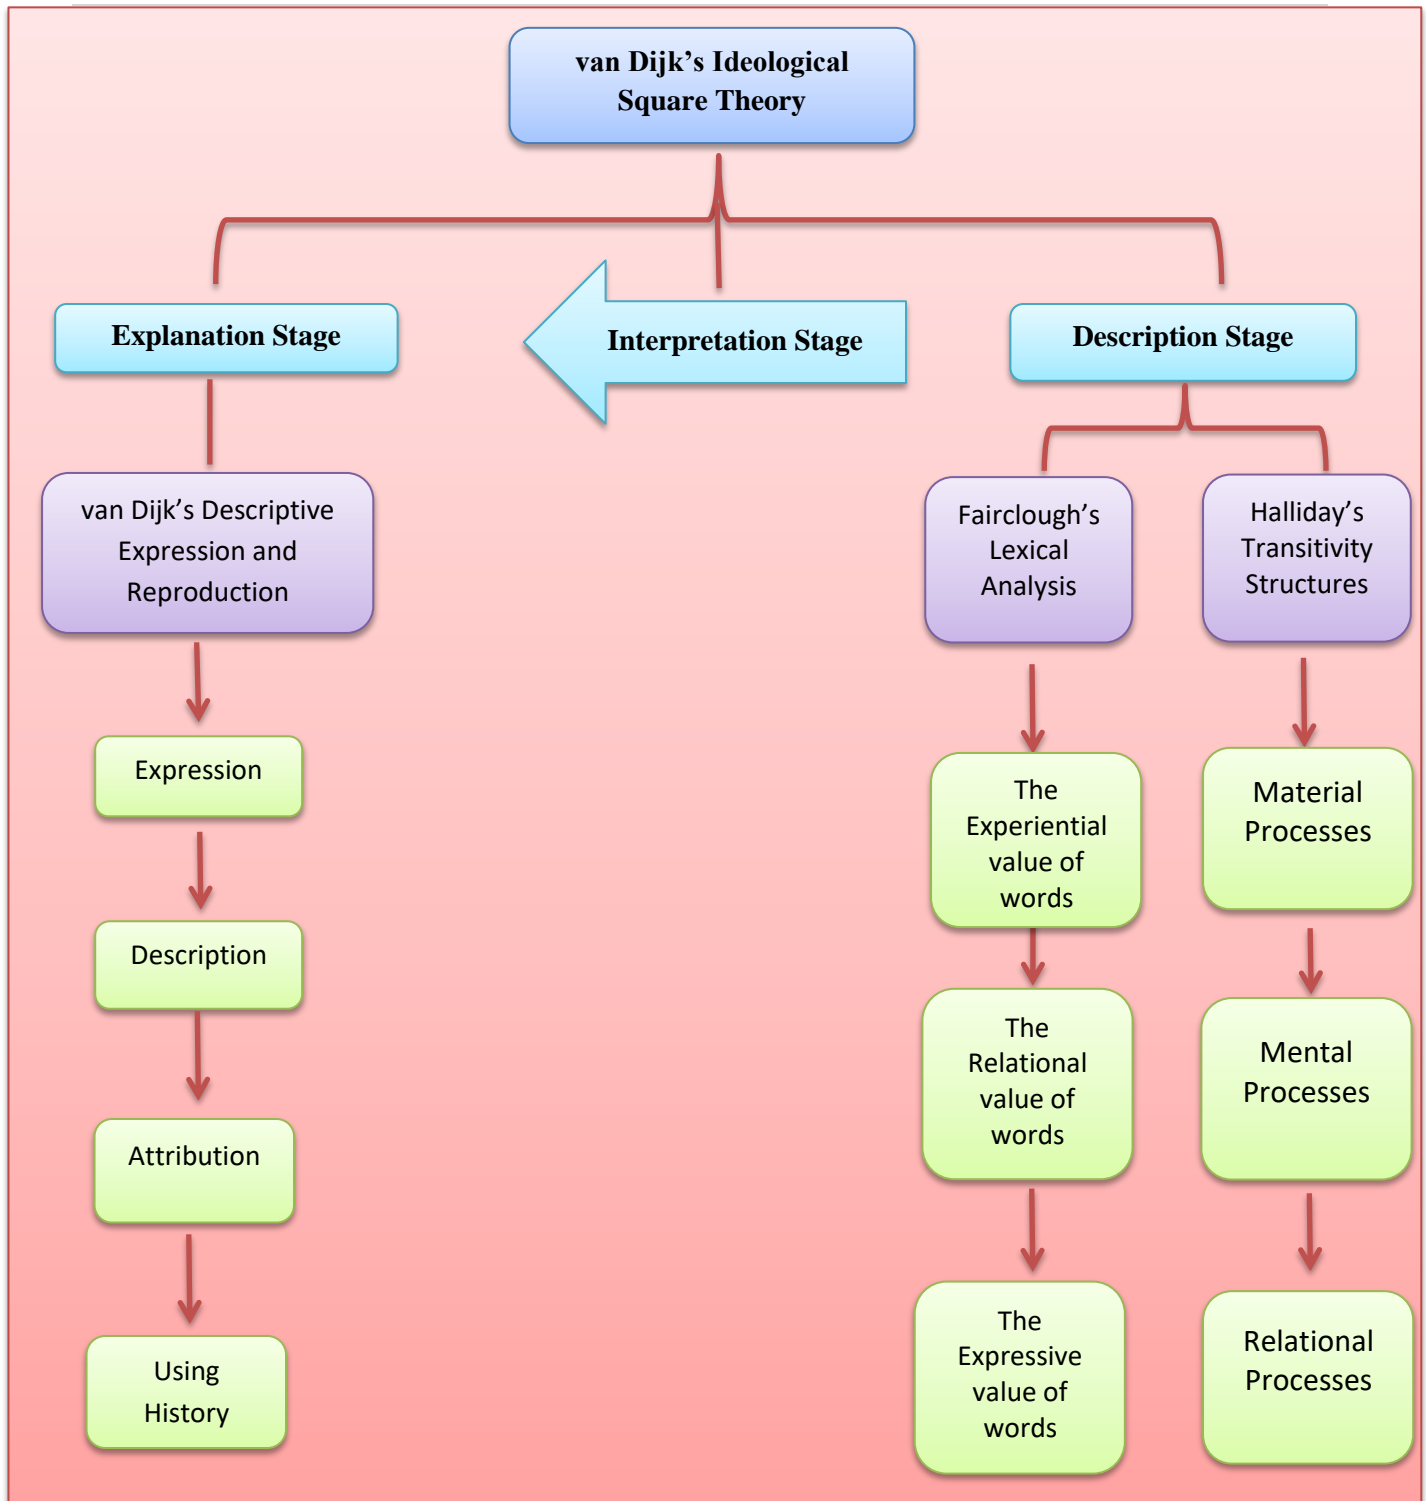 van Dijk’s Ideological
Square Theory
Explanation Stage
Interpretation Stage
Description Stage
van Dijk’s Descriptive
Expression and
Reproduction
Fairclough’s
Lexical
Analysis
Halliday’s
Transitivity
Structures
Expression
The
Experiential
value of
words
Material
Processes
Description
The
Relational
value of
words
Mental
Processes
Attribution
The
Expressive
value of
words
Relational
Processes
Using
History